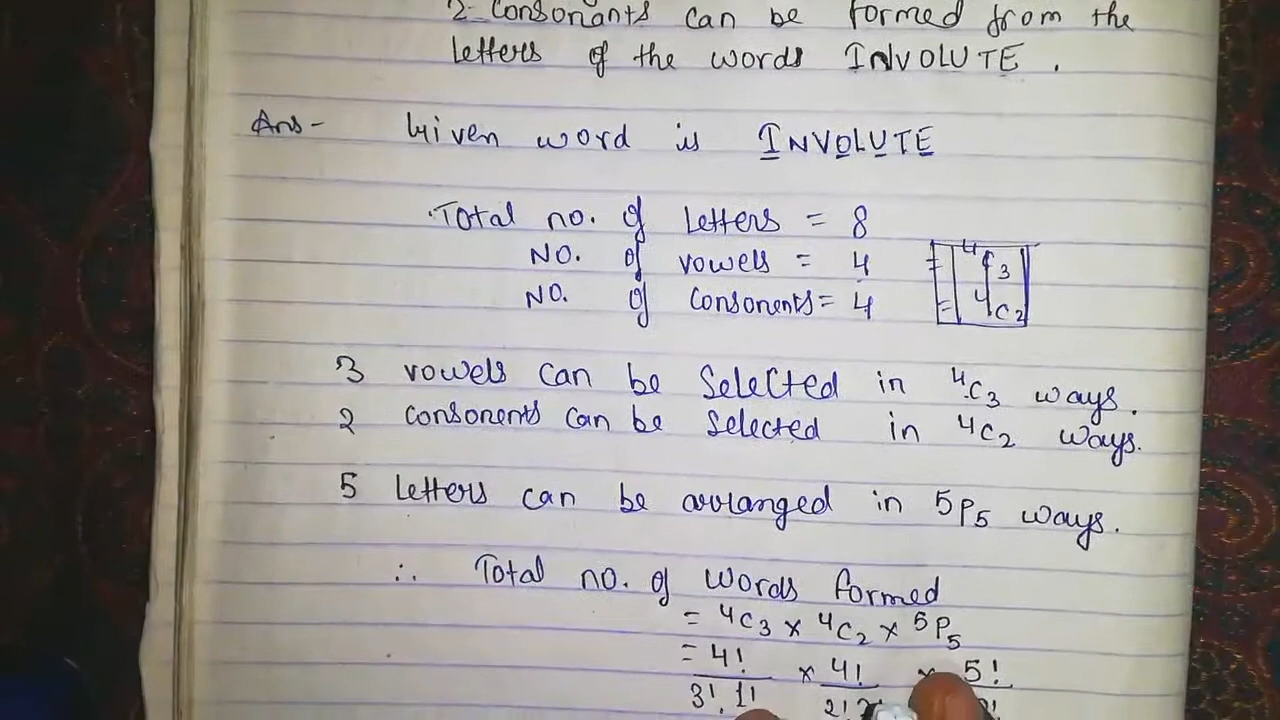 2 Consonants can be formed from the
letters of the words INVOLUTE .
Ans - Given word is INVOLUTE
Total no. of Letters = 8
NO. of vowels = 4 = 4C3
NO. of Consonents = 4 = 4C2
3 vowels can be Selected in 4C3 ways.
2 consonents can be Selected in 4C2 ways.
5 Letters can be arranged in 5P5 ways.
∴ Total no. of words formed
= 4C3 x 4C2 x 5P5
= 4! x 4! x 5!
3! 1! 2!